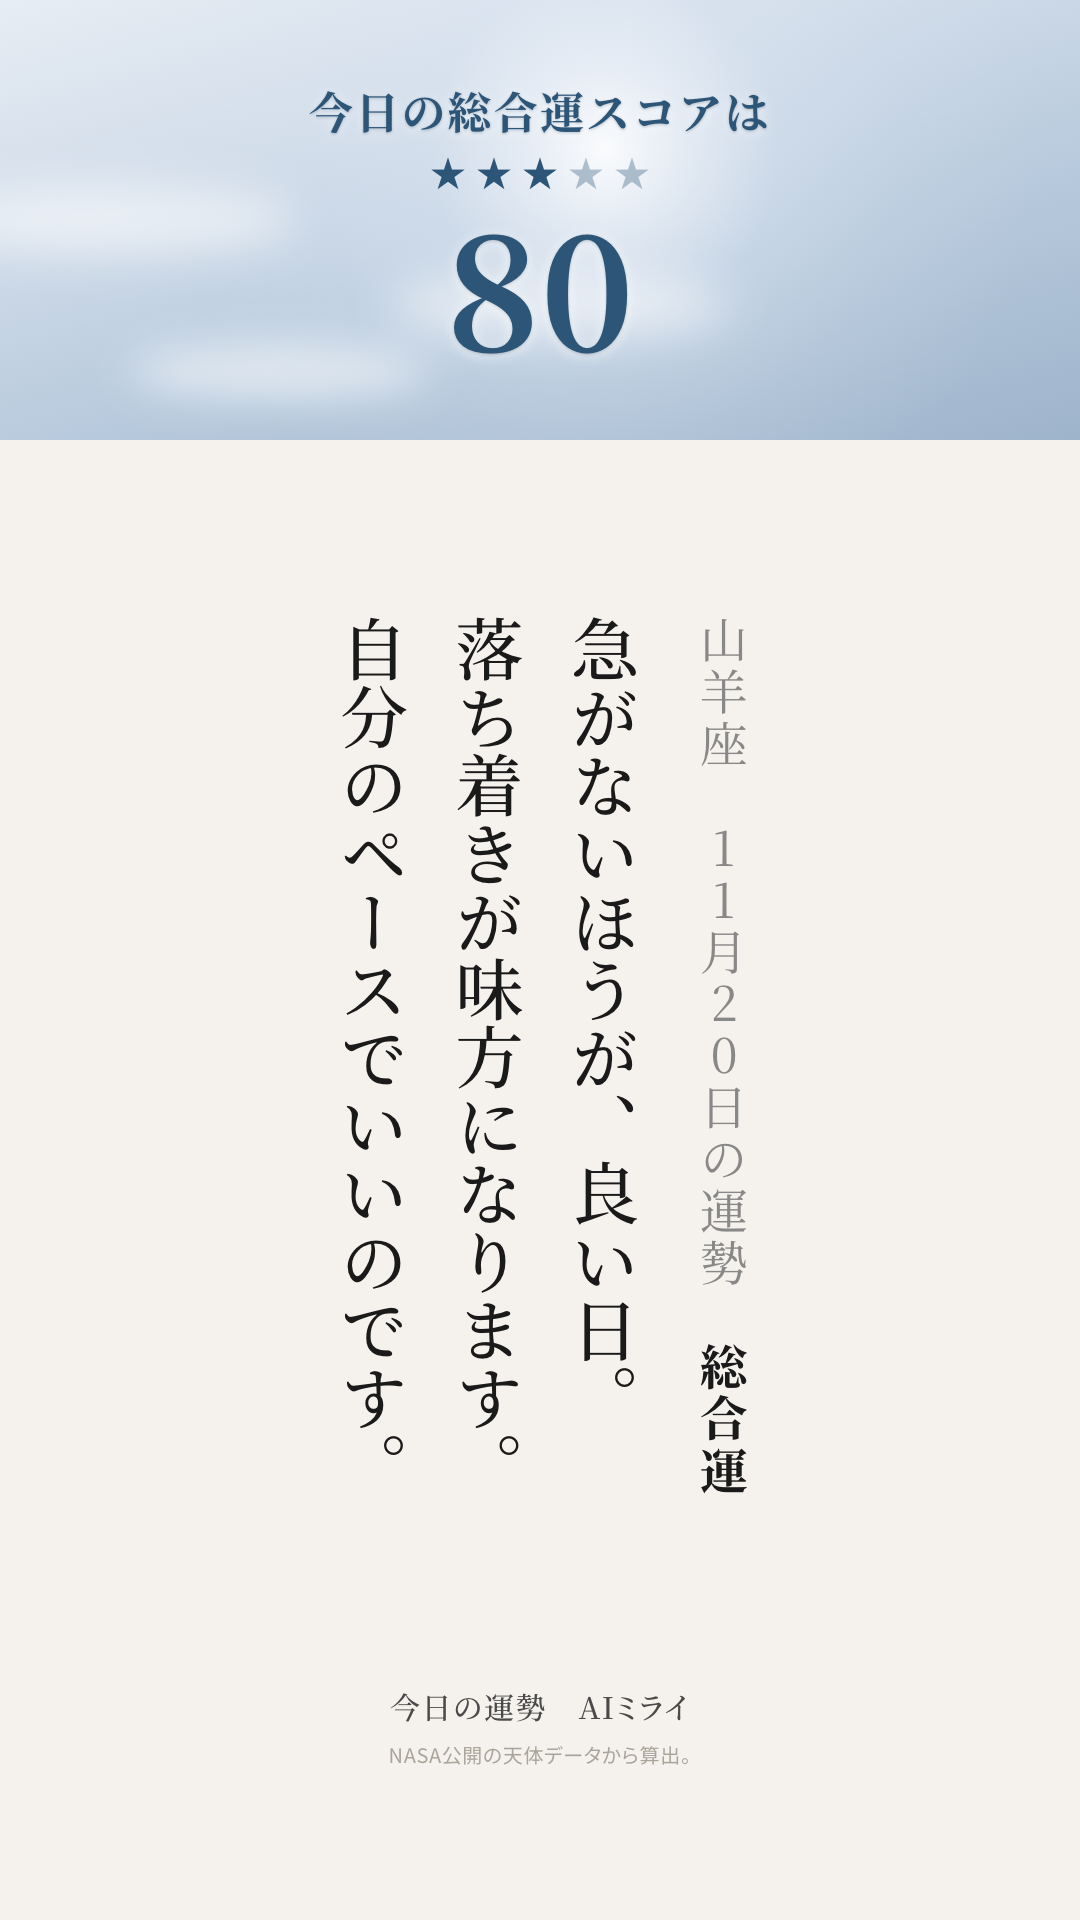 今日の総合運スコアは
★★★★★
80
山羊座　11月20日の運勢　総合運
急がないほうが、良い日。
落ち着きが味方になります。
自分のペースでいいのです。
今日の運勢　AIミライ
NASA公開の天体データから算出。